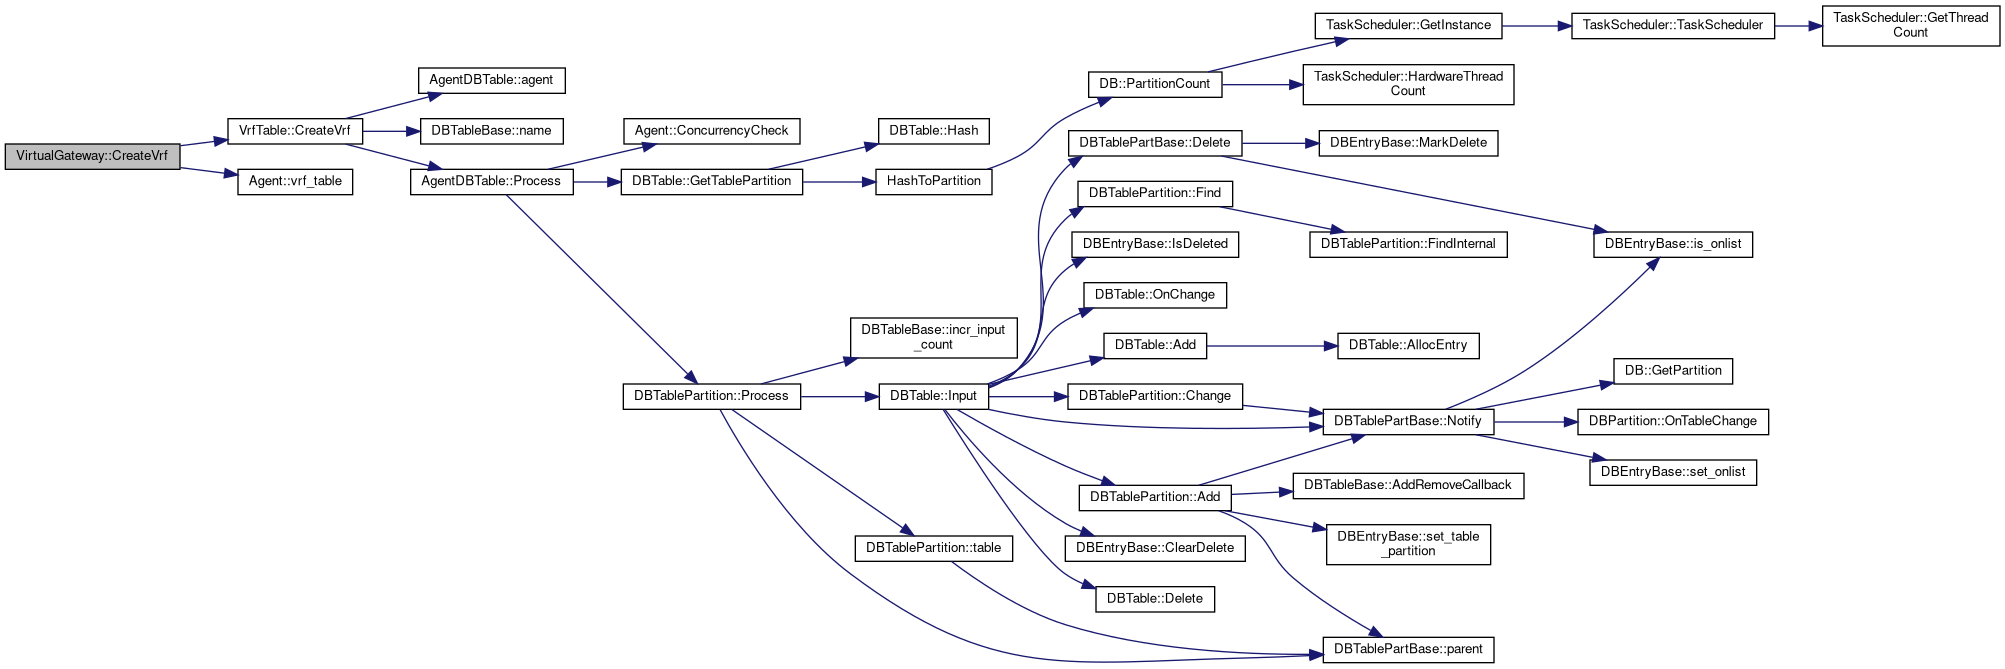 VirtualGateway::CreateVrf
VrfTable::CreateVrf
Agent::vrf_table
AgentDBTable::agent
DBTableBase::name
AgentDBTable::Process
Agent::ConcurrencyCheck
DBTable::GetTablePartition
DBTable::Hash
HashToPartition
DB::PartitionCount
TaskScheduler::GetInstance
TaskScheduler::TaskScheduler
TaskScheduler::GetThread
Count
TaskScheduler::HardwareThread
Count
DBTablePartition::Process
DBTableBase::incr_input
_count
DBTable::Input
DBTablePartition::table
DBTablePartBase::Delete
DBEntryBase::MarkDelete
DBTablePartition::Find
DBTablePartition::FindInternal
DBEntryBase::is_onlist
DBEntryBase::IsDeleted
DBTable::OnChange
DBTable::Add
DBTable::AllocEntry
DBTablePartition::Change
DBTablePartBase::Notify
DB::GetPartition
DBPartition::OnTableChange
DBEntryBase::set_onlist
DBTablePartition::Add
DBTableBase::AddRemoveCallback
DBEntryBase::set_table
_partition
DBEntryBase::ClearDelete
DBTable::Delete
DBTablePartBase::parent